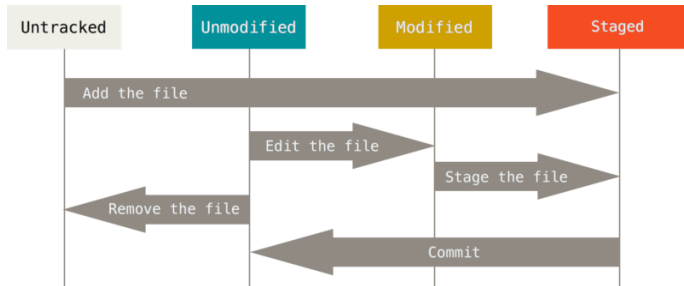 Untracked
Unmodified
Modified
Staged
Add the file
Edit the file
Stage the file
Remove the file
Commit